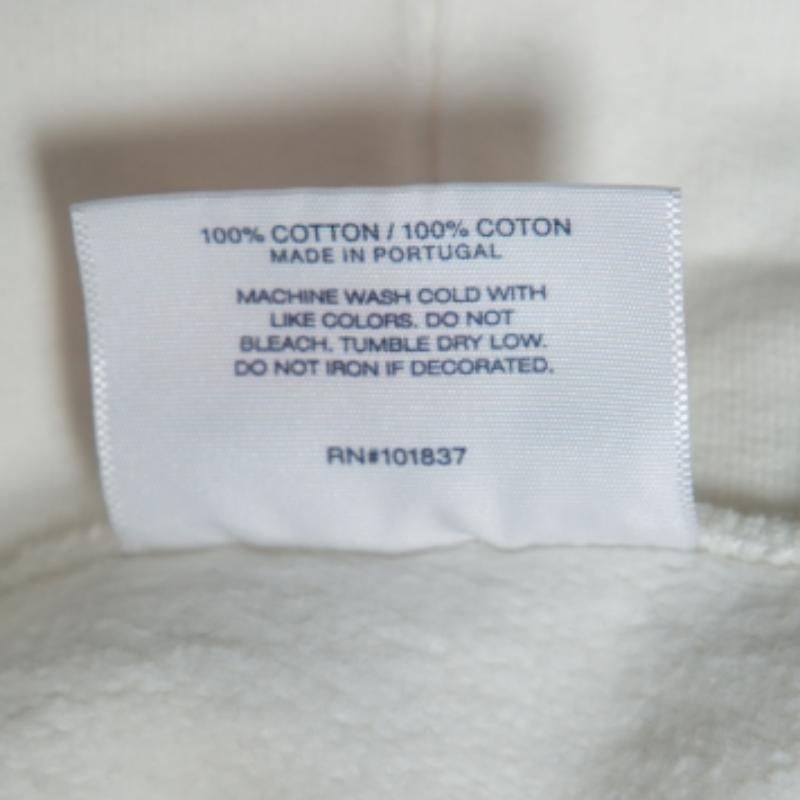 100% COTTON / 100% COTON
MADE IN PORTUGAL
MACHINE WASH COLD WITH
LIKE COLORS. DO NOT
BLEACH. TUMBLE DRY LOW.
DO NOT IRON IF DECORATED.
RN#101837